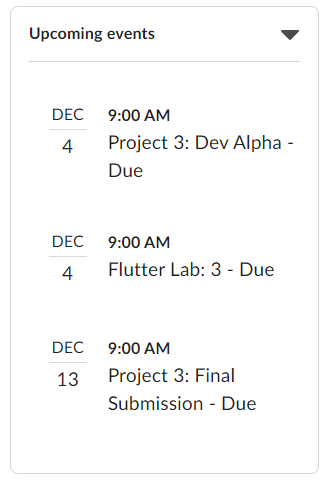 Upcoming events
DEC
4
9:00 AM
Project 3: Dev Alpha -
Due
DEC
4
9:00 AM
Flutter Lab: 3 - Due
DEC
13
9:00 AM
Project 3: Final
Submission - Due